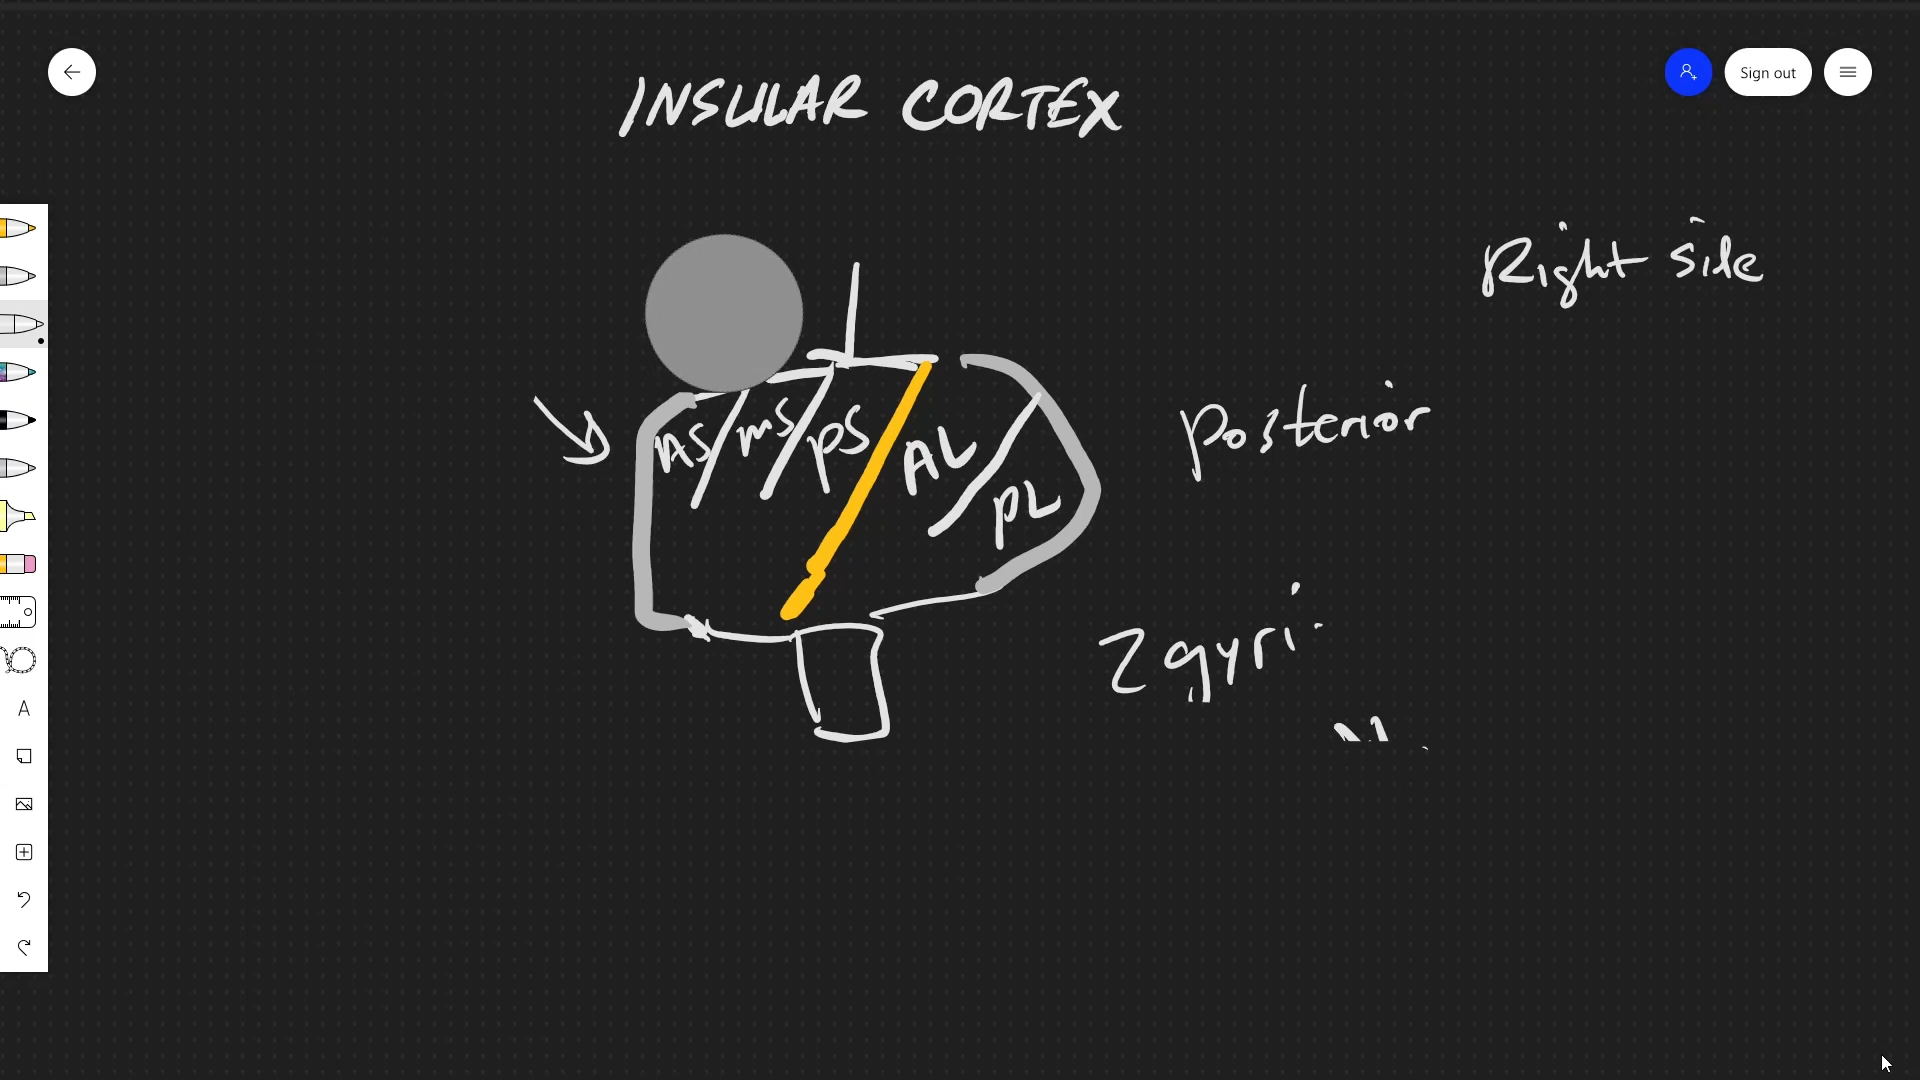 INSULAR CORTEX
Sign out
Right side
AS mS pS AL
Posterior
PL
2 gyri
A